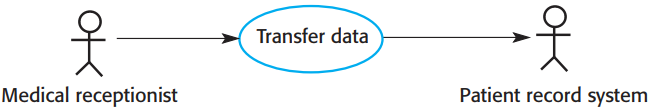 Transfer data
Medical receptionist
Patient record system